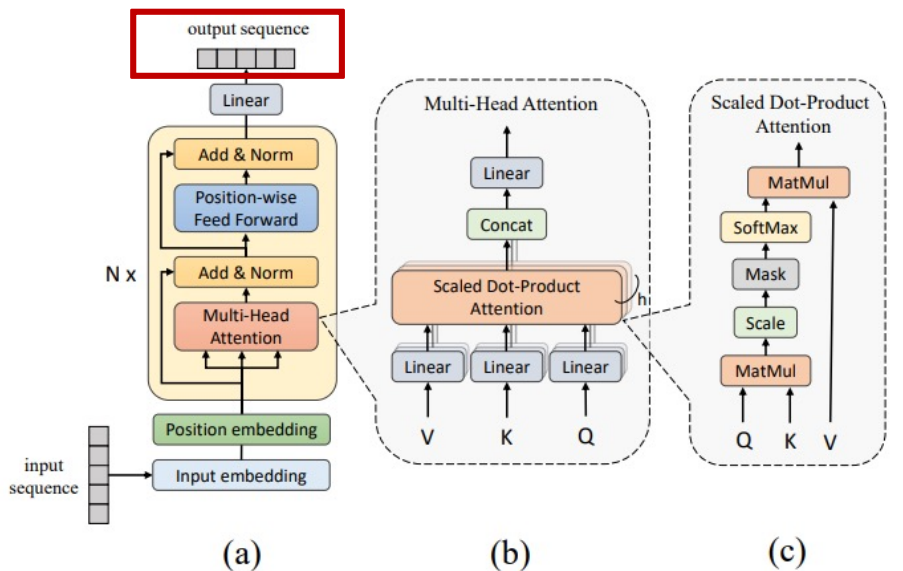 output sequence
Linear
Add & Norm
Position-wise
Feed Forward
N x
Add & Norm
Multi-Head
Attention
Position embedding
input
sequence
Input embedding
(a)
Multi-Head Attention
Linear
Concat
Scaled Dot-Product
Attention
h
Linear
Linear
Linear
V
K
Q
(b)
Scaled Dot-Product
Attention
MatMul
SoftMax
Mask
Scale
MatMul
Q
K
V
(c)